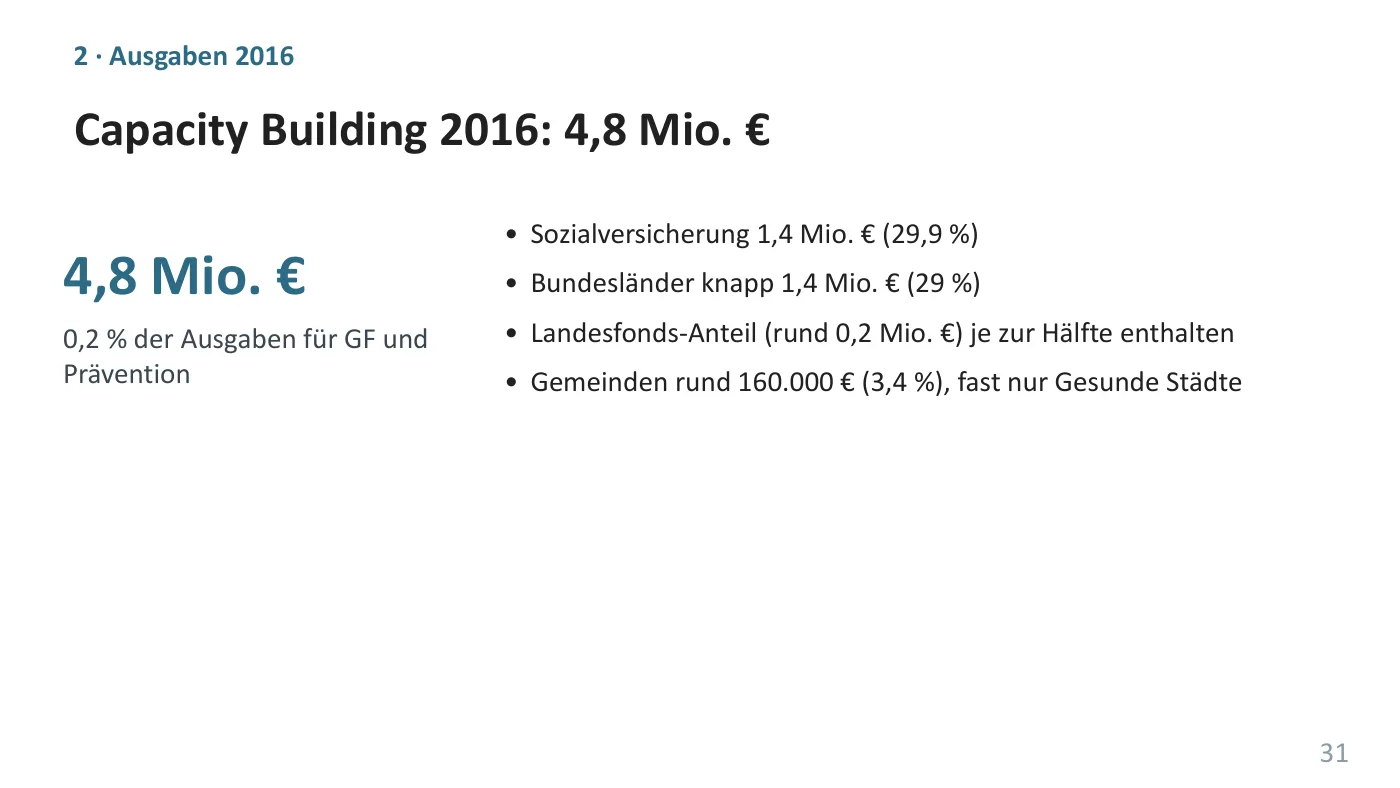 2 · Ausgaben 2016
Capacity Building 2016: 4,8 Mio. €
4,8 Mio. €
0,2 % der Ausgaben für GF und
Prävention
• Sozialversicherung 1,4 Mio. € (29,9 %)
• Bundesländer knapp 1,4 Mio. € (29 %)
• Landesfonds-Anteil (rund 0,2 Mio. €) je zur Hälfte enthalten
• Gemeinden rund 160.000 € (3,4 %), fast nur Gesunde Städte
31